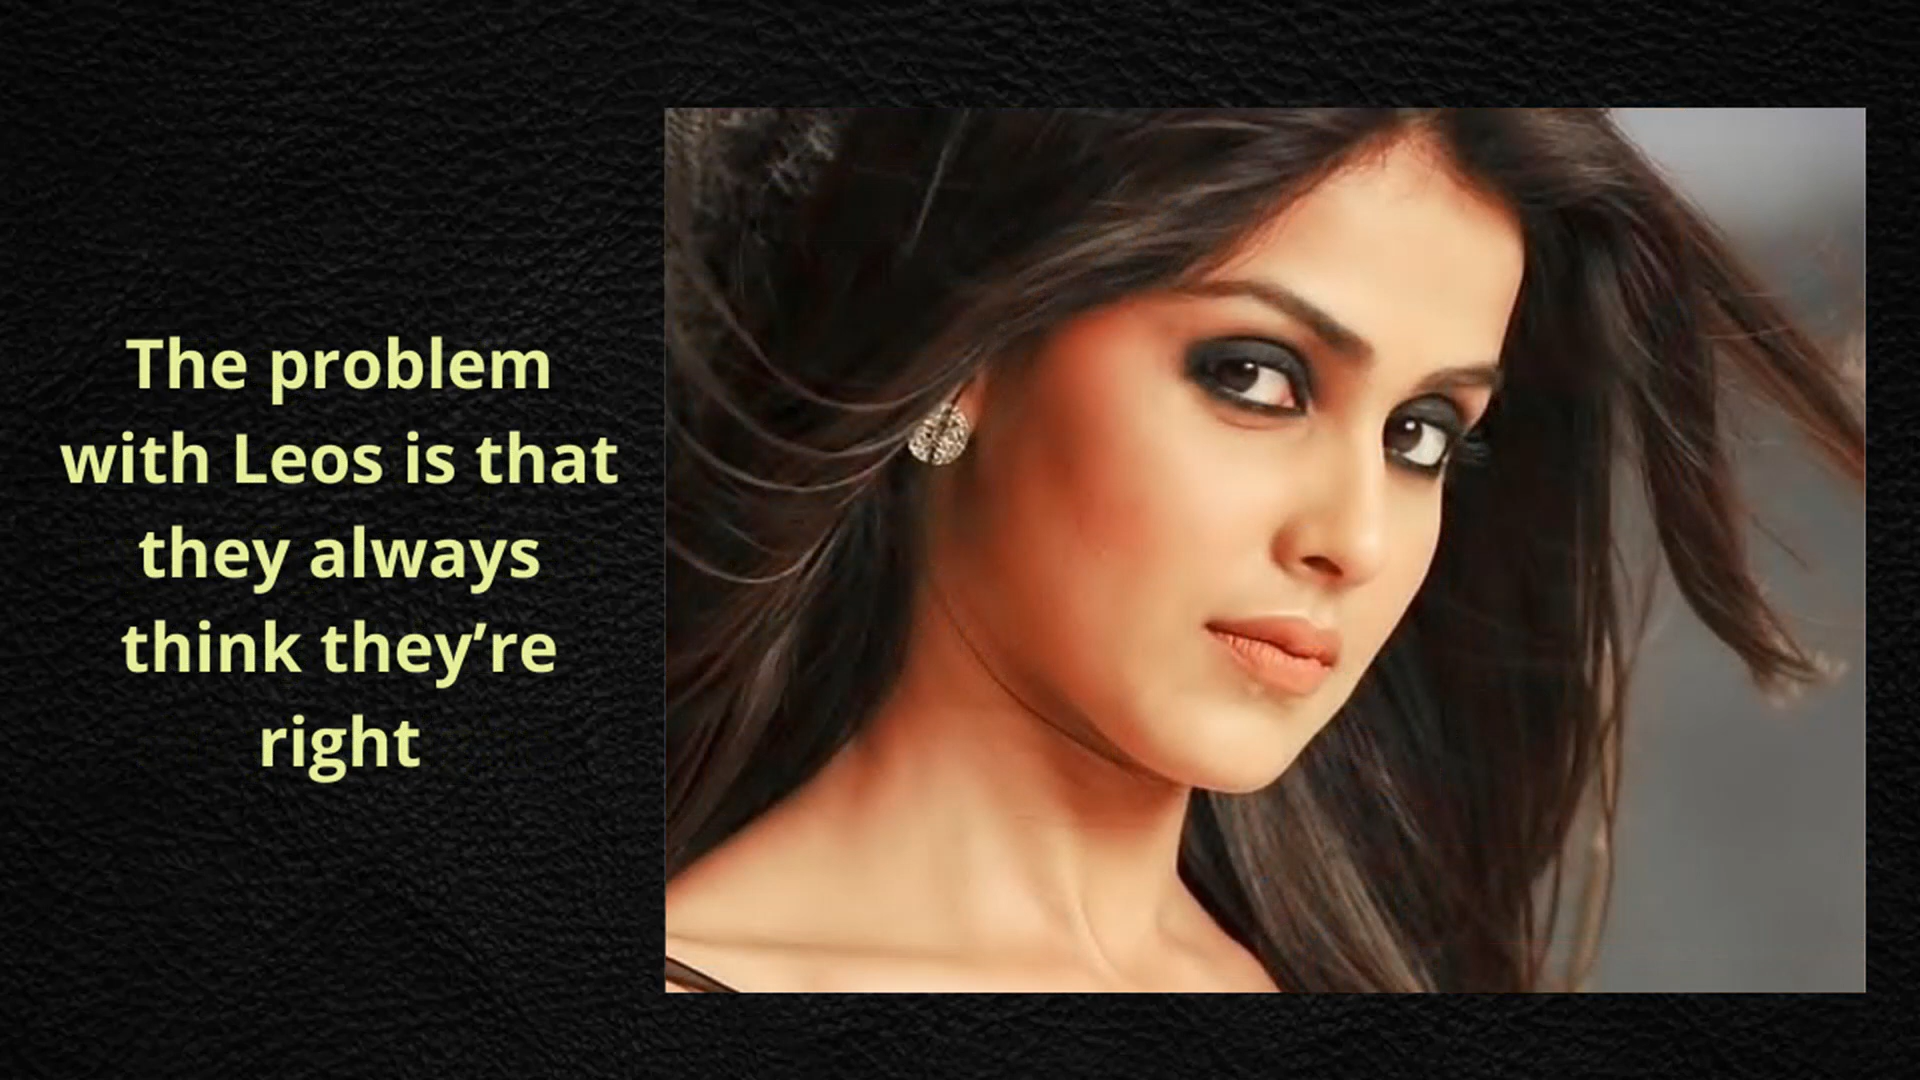 The problem
with Leos is that
they always
think they’re
right